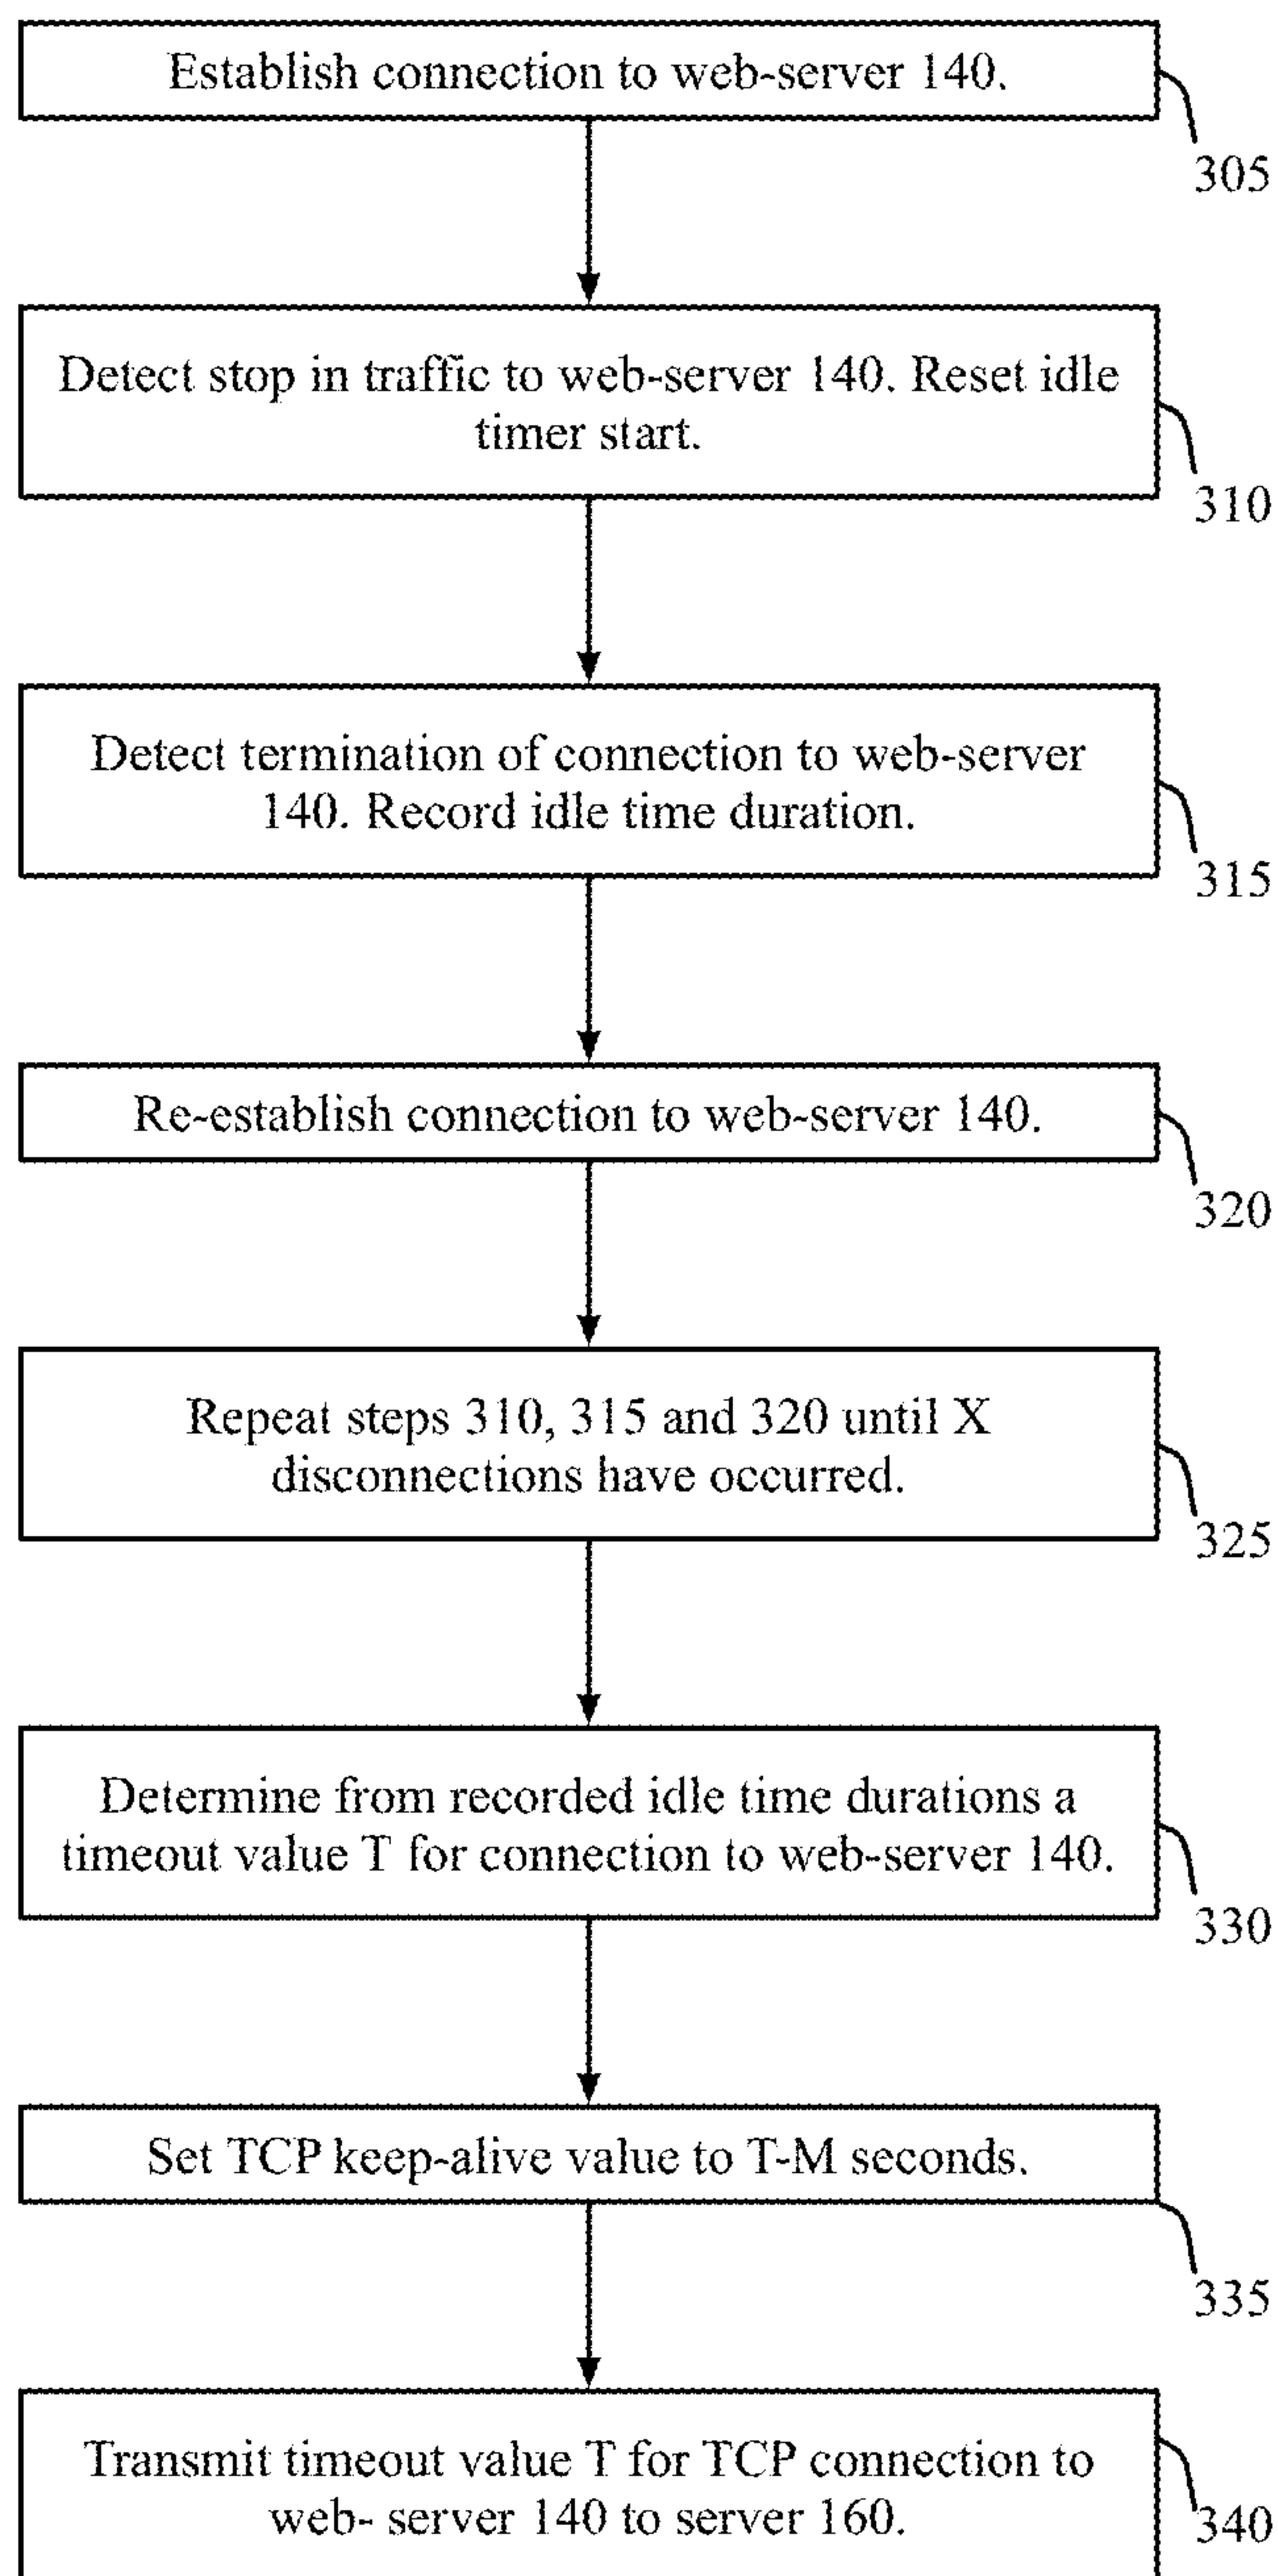 Establish connection to web-server 140.
305
Detect stop in traffic to web-server 140. Reset idle
timer start.
310
Detect termination of connection to web-server
140. Record idle time duration.
315
Re-establish connection to web-server 140.
320
Repeat steps 310, 315 and 320 until X
disconnections have occurred.
325
Determine from recorded idle time durations a
timeout value T for connection to web-server 140.
330
Set TCP keep-alive value to T-M seconds.
335
Transmit timeout value T for TCP connection to
web- server 140 to server 160.
340